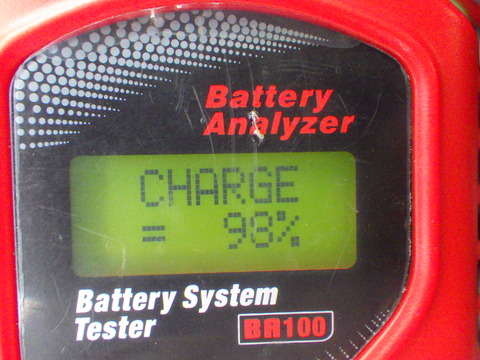 Battery
Analyzer
CHARGE
= 98%
Battery System
Tester
BA100